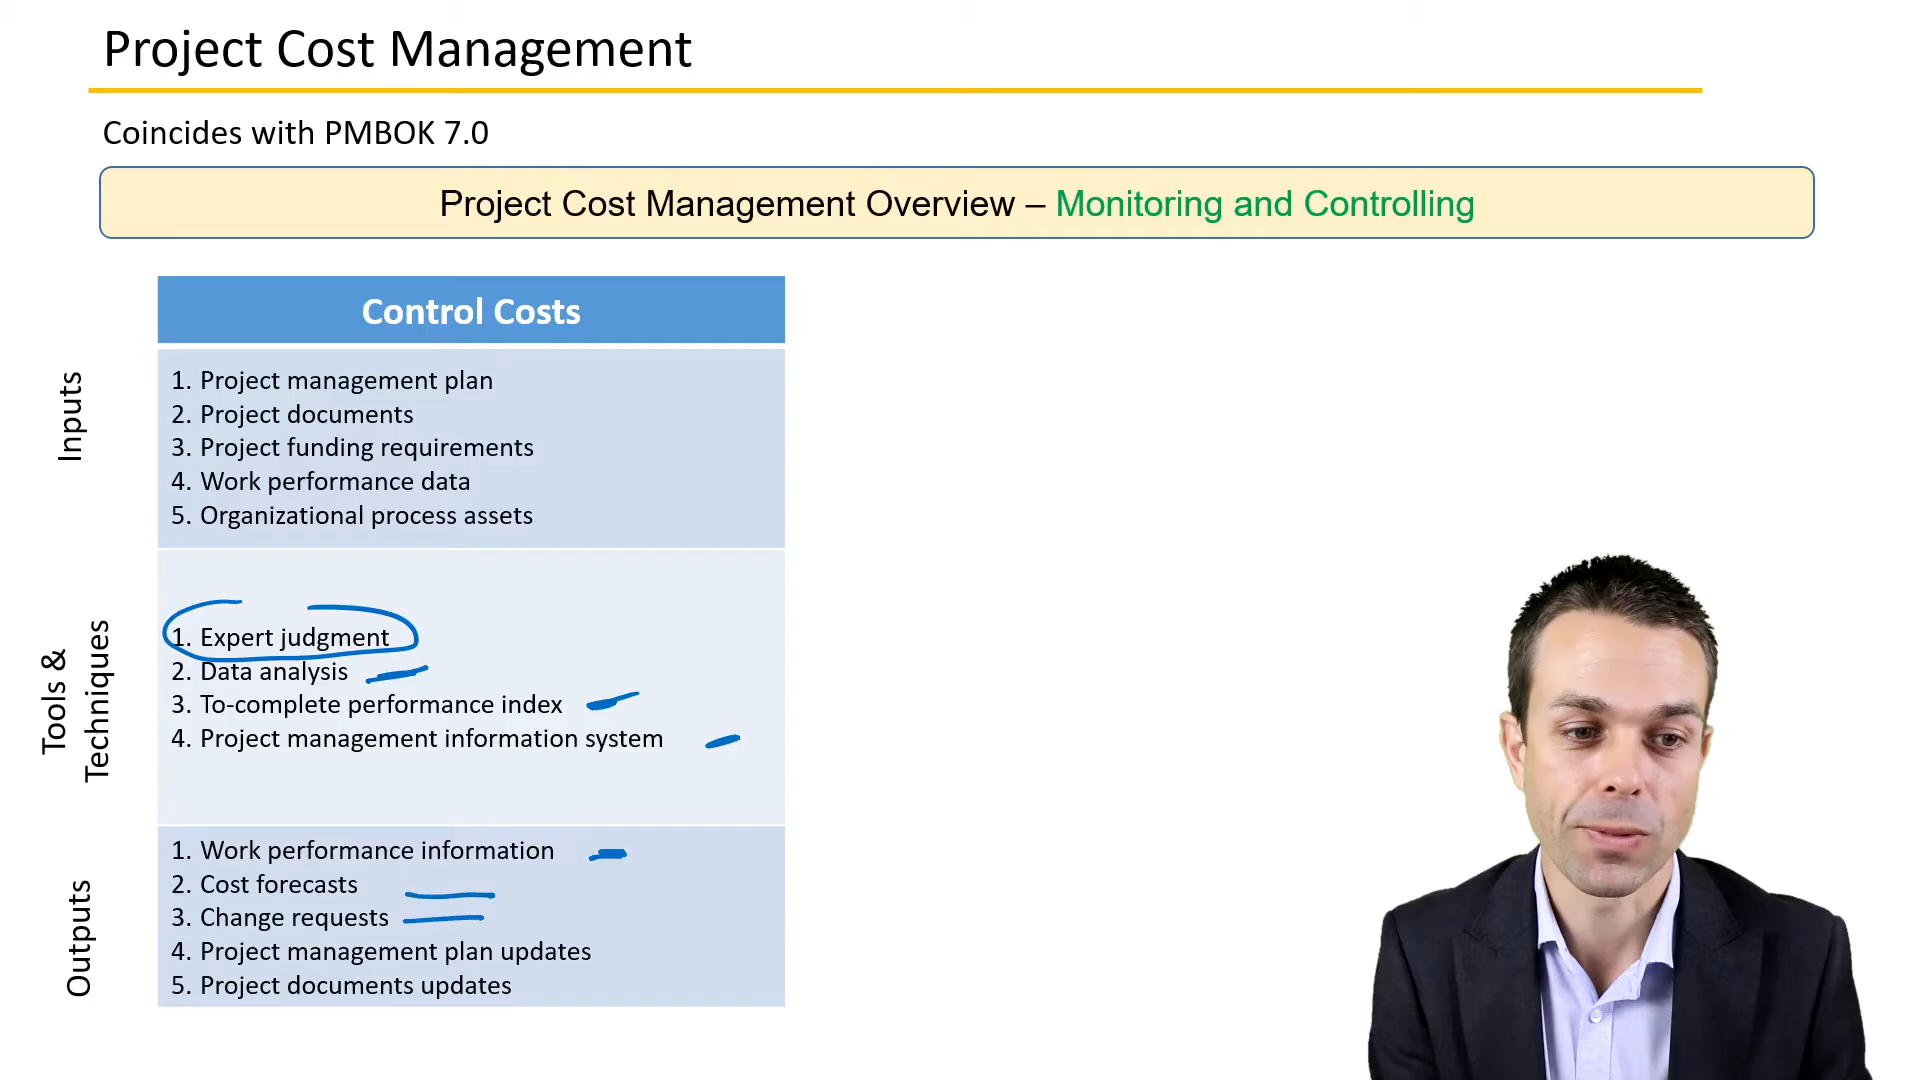 Project Cost Management
Coincides with PMBOK 7.0
Project Cost Management Overview – Monitoring and Controlling
Control Costs
Inputs
1. Project management plan
2. Project documents
3. Project funding requirements
4. Work performance data
5. Organizational process assets
Tools &
Techniques
1. Expert judgment
2. Data analysis
3. To-complete performance index
4. Project management information system
Outputs
1. Work performance information
2. Cost forecasts
3. Change requests
4. Project management plan updates
5. Project documents updates